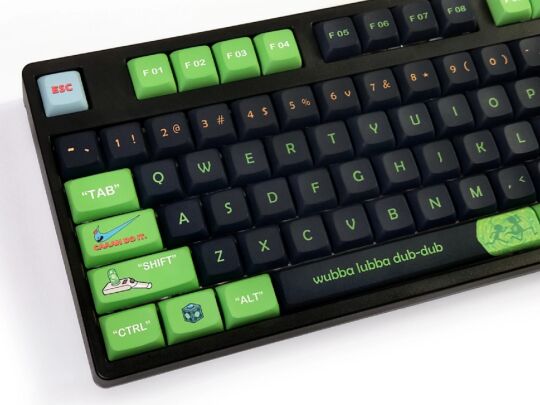 ESC F 01 F 02 F 03 F 04 F 05 F 06 F 07 F 08
~ ` 1 ! 2 @ 3 # 4 $ 5 % 6 ^ 7 & 8 * 9 ( 0 )
"TAB" Q W E R T Y U I O P
CAAAN DO IT. A S D F G H J K L
"SHIFT" Z X C V B N M , <
"CTRL" "ALT" wubba lubba dub-dub